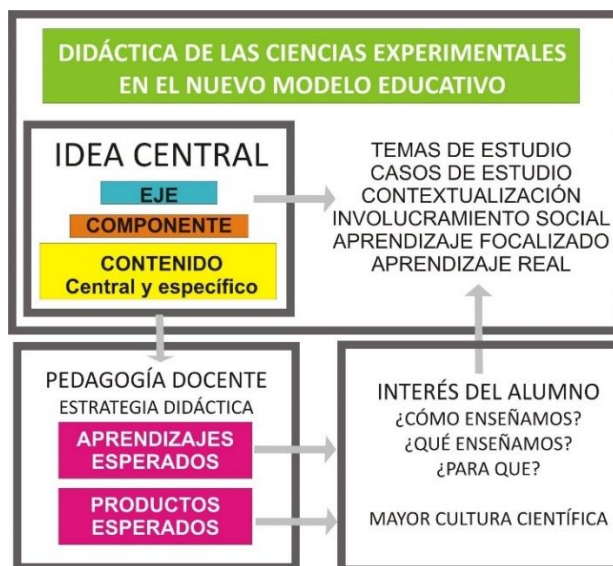 DIDÁCTICA DE LAS CIENCIAS EXPERIMENTALES
EN EL NUEVO MODELO EDUCATIVO
IDEA CENTRAL
EJE
COMPONENTE
CONTENIDO
Central y específico
TEMAS DE ESTUDIO
CASOS DE ESTUDIO
CONTEXTUALIZACIÓN
INVOLUCRAMIENTO SOCIAL
APRENDIZAJE FOCALIZADO
APRENDIZAJE REAL
PEDAGOGÍA DOCENTE
ESTRATEGIA DIDÁCTICA
APRENDIZAJES
ESPERADOS
PRODUCTOS
ESPERADOS
INTERÉS DEL ALUMNO
¿CÓMO ENSEÑAMOS?
¿QUÉ ENSEÑAMOS?
¿PARA QUE?
MAYOR CULTURA CIENTÍFICA